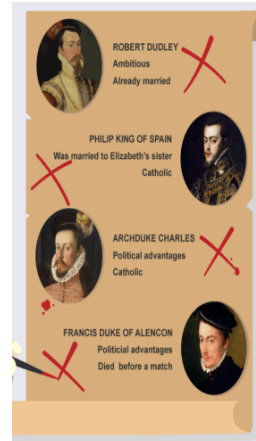 ROBERT DUDLEY
Ambitious
Already married
PHILIP KING OF SPAIN
Was married to Elizabeth's sister
Catholic
ARCHDUKE CHARLES
Political advantages
Catholic
FRANCIS DUKE OF ALENCON
Politicial advantages
Died before a match